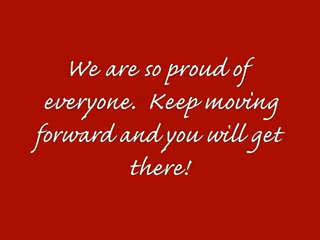 We are so proud of
everyone.  Keep moving
forward and you will get
there!